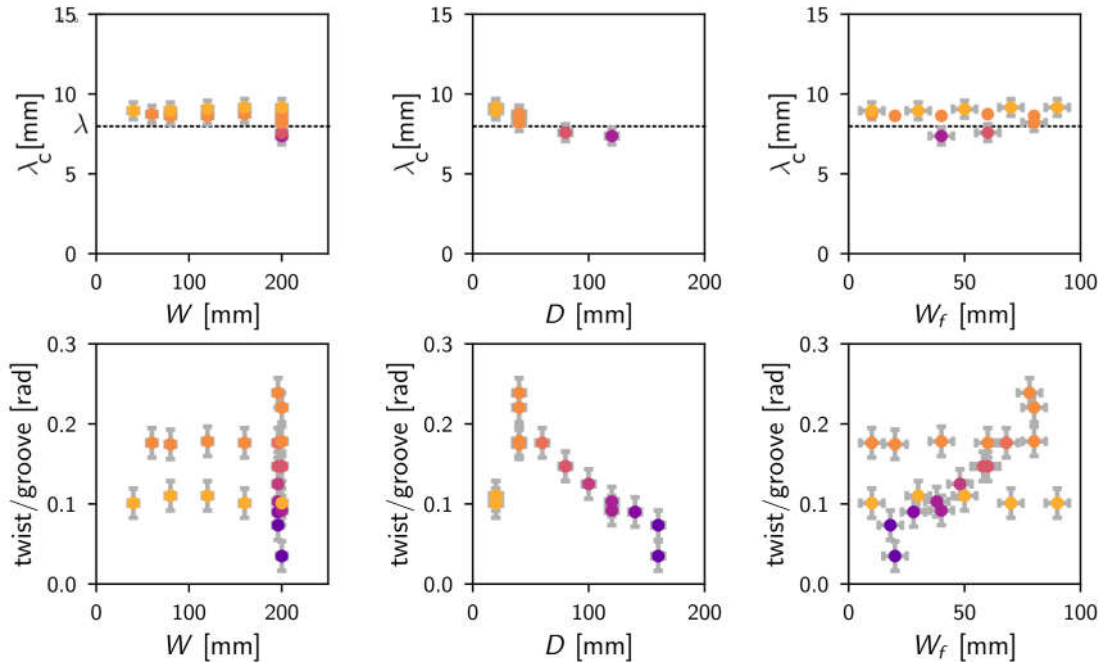 15 15 15
10 10 10
λ λ λ
5 5 5
0 0 0
λc[mm] λc[mm] λc[mm]
0 100 200 0 100 200 0 50 100
W [mm] D [mm] Wf [mm]
0.3 0.3 0.3
0.2 0.2 0.2
0.1 0.1 0.1
0.0 0.0 0.0
twist/groove [rad] twist/groove [rad] twist/groove [rad]
0 100 200 0 100 200 0 50 100
W [mm] D [mm] Wf [mm]